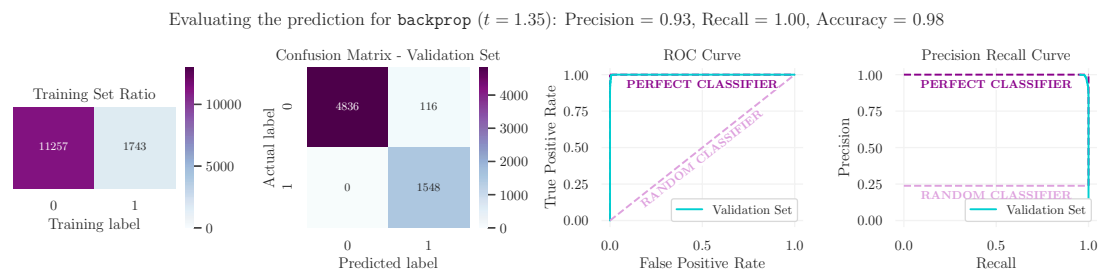 Evaluating the prediction for backprop (t = 1.35): Precision = 0.93, Recall = 1.00, Accuracy = 0.98
Training Set Ratio
11257
1743
0
1
Training label
10000
5000
0
Confusion Matrix - Validation Set
Actual label
0
1
4836
116
0
1548
0
1
Predicted label
4000
3000
2000
1000
0
ROC Curve
True Positive Rate
1.00
0.75
0.50
0.25
0.00
PERFECT CLASSIFIER
RANDOM CLASSIFIER
Validation Set
0.0
0.5
1.0
False Positive Rate
Precision Recall Curve
Precision
1.00
0.75
0.50
0.25
0.00
PERFECT CLASSIFIER
RANDOM CLASSIFIER
Validation Set
0.0
0.5
1.0
Recall